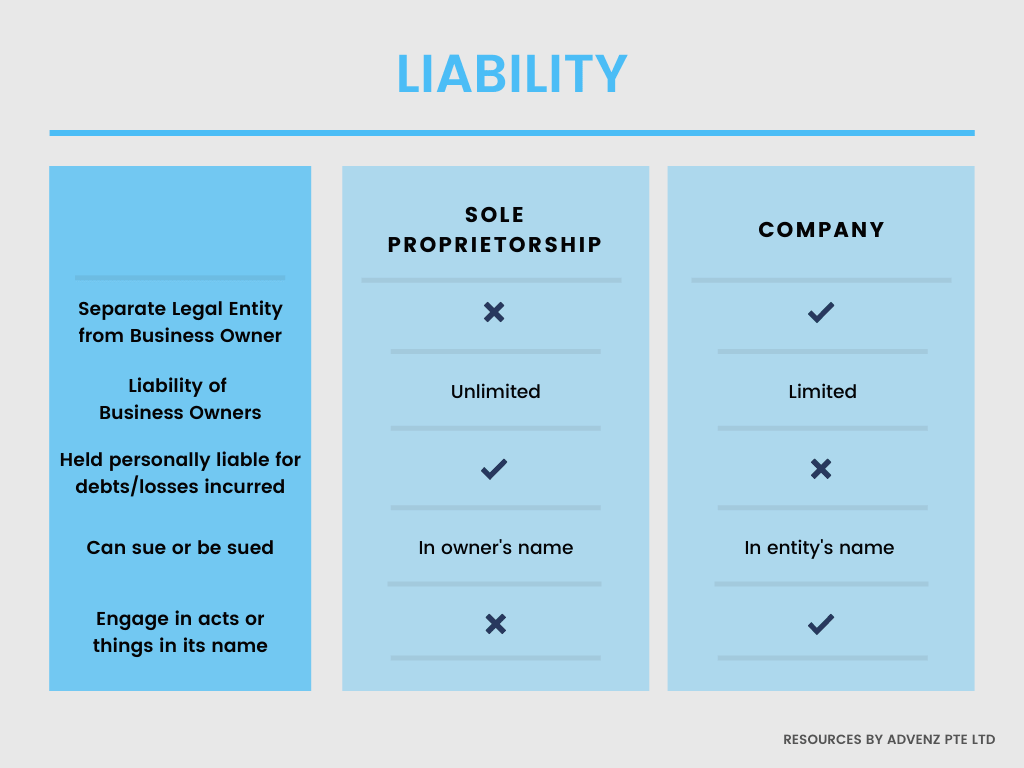 LIABILITY
SOLE
PROPRIETORSHIP
COMPANY
Separate Legal Entity
from Business Owner
Liability of
Business Owners
Unlimited
Limited
Held personally liable for
debts/losses incurred
Can sue or be sued
In owner's name
In entity's name
Engage in acts or
things in its name
RESOURCES BY ADVENZ PTE LTD